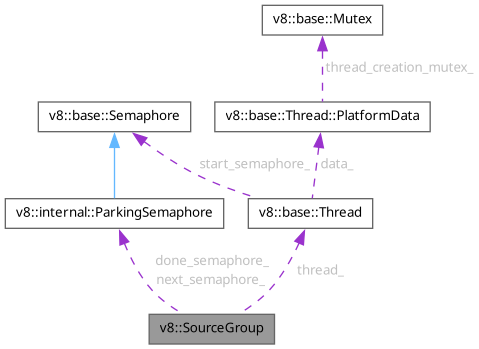 v8::base::Mutex
thread_creation_mutex_
v8::base::Semaphore
v8::base::Thread::PlatformData
start_semaphore_
data_
v8::internal::ParkingSemaphore
v8::base::Thread
done_semaphore_
next_semaphore_
thread_
v8::SourceGroup